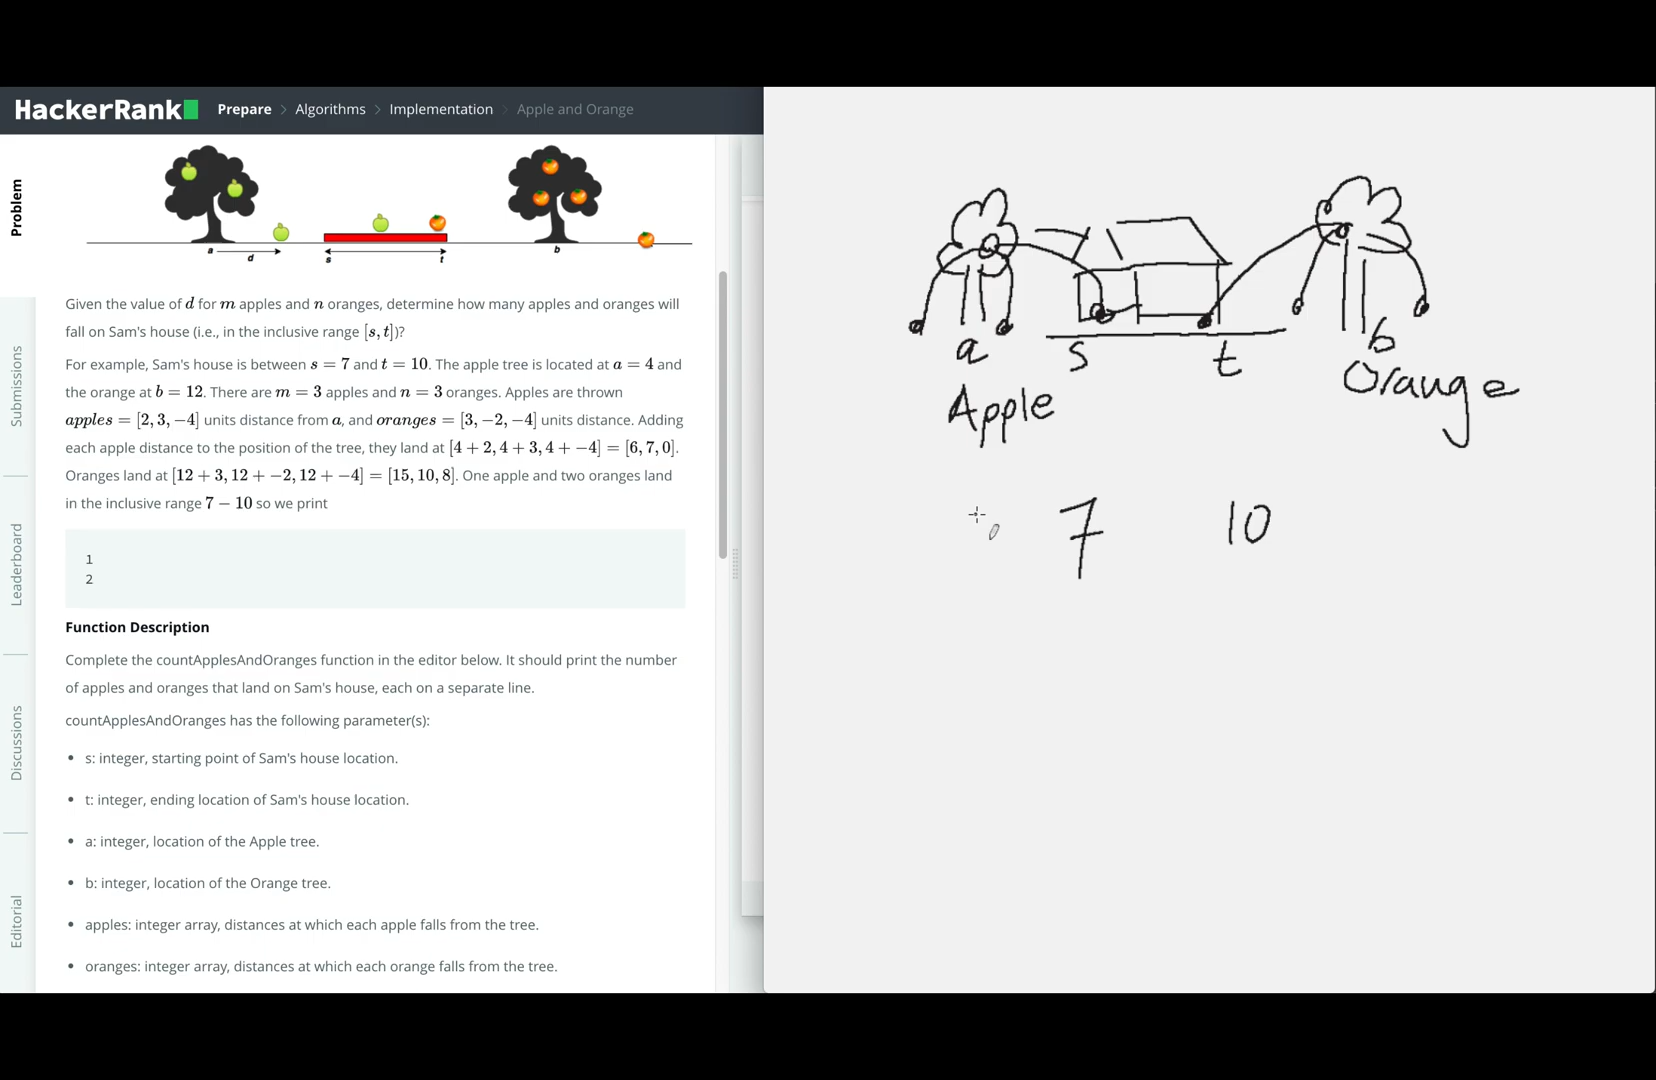 HackerRank
Prepare > Algorithms > Implementation > Apple and Orange
Problem
Submissions
Leaderboard
Discussions
Editorial
a
d
s
t
b
Given the value of d for m apples and n oranges, determine how many apples and oranges will
fall on Sam's house (i.e., in the inclusive range [s, t])?
For example, Sam's house is between s = 7 and t = 10. The apple tree is located at a = 4 and
the orange at b = 12. There are m = 3 apples and n = 3 oranges. Apples are thrown
apples = [2, 3, −4] units distance from a, and oranges = [3, −2, −4] units distance. Adding
each apple distance to the position of the tree, they land at [4 + 2, 4 + 3, 4 + −4] = [6, 7, 0].
Oranges land at [12 + 3, 12 + −2, 12 + −4] = [15, 10, 8]. One apple and two oranges land
in the inclusive range 7 − 10 so we print
1
2
Function Description
Complete the countApplesAndOranges function in the editor below. It should print the number
of apples and oranges that land on Sam's house, each on a separate line.
countApplesAndOranges has the following parameter(s):
• s: integer, starting point of Sam's house location.
• t: integer, ending location of Sam's house location.
• a: integer, location of the Apple tree.
• b: integer, location of the Orange tree.
• apples: integer array, distances at which each apple falls from the tree.
• oranges: integer array, distances at which each orange falls from the tree.
a s t b
Apple Orange
7 10